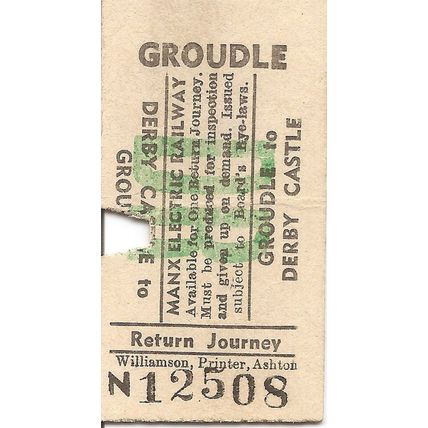 GROUDLE
DERBY CASTLE to
GROU
MANX ELECTRIC RAILWAY
Available for One Return Journey.
Must be produced for inspection
and given up on demand. Issued
subject to Board's Bye-laws.
GROUDLE to
DERBY CASTLE
Return Journey
Williamson, Printer, Ashton
N12508